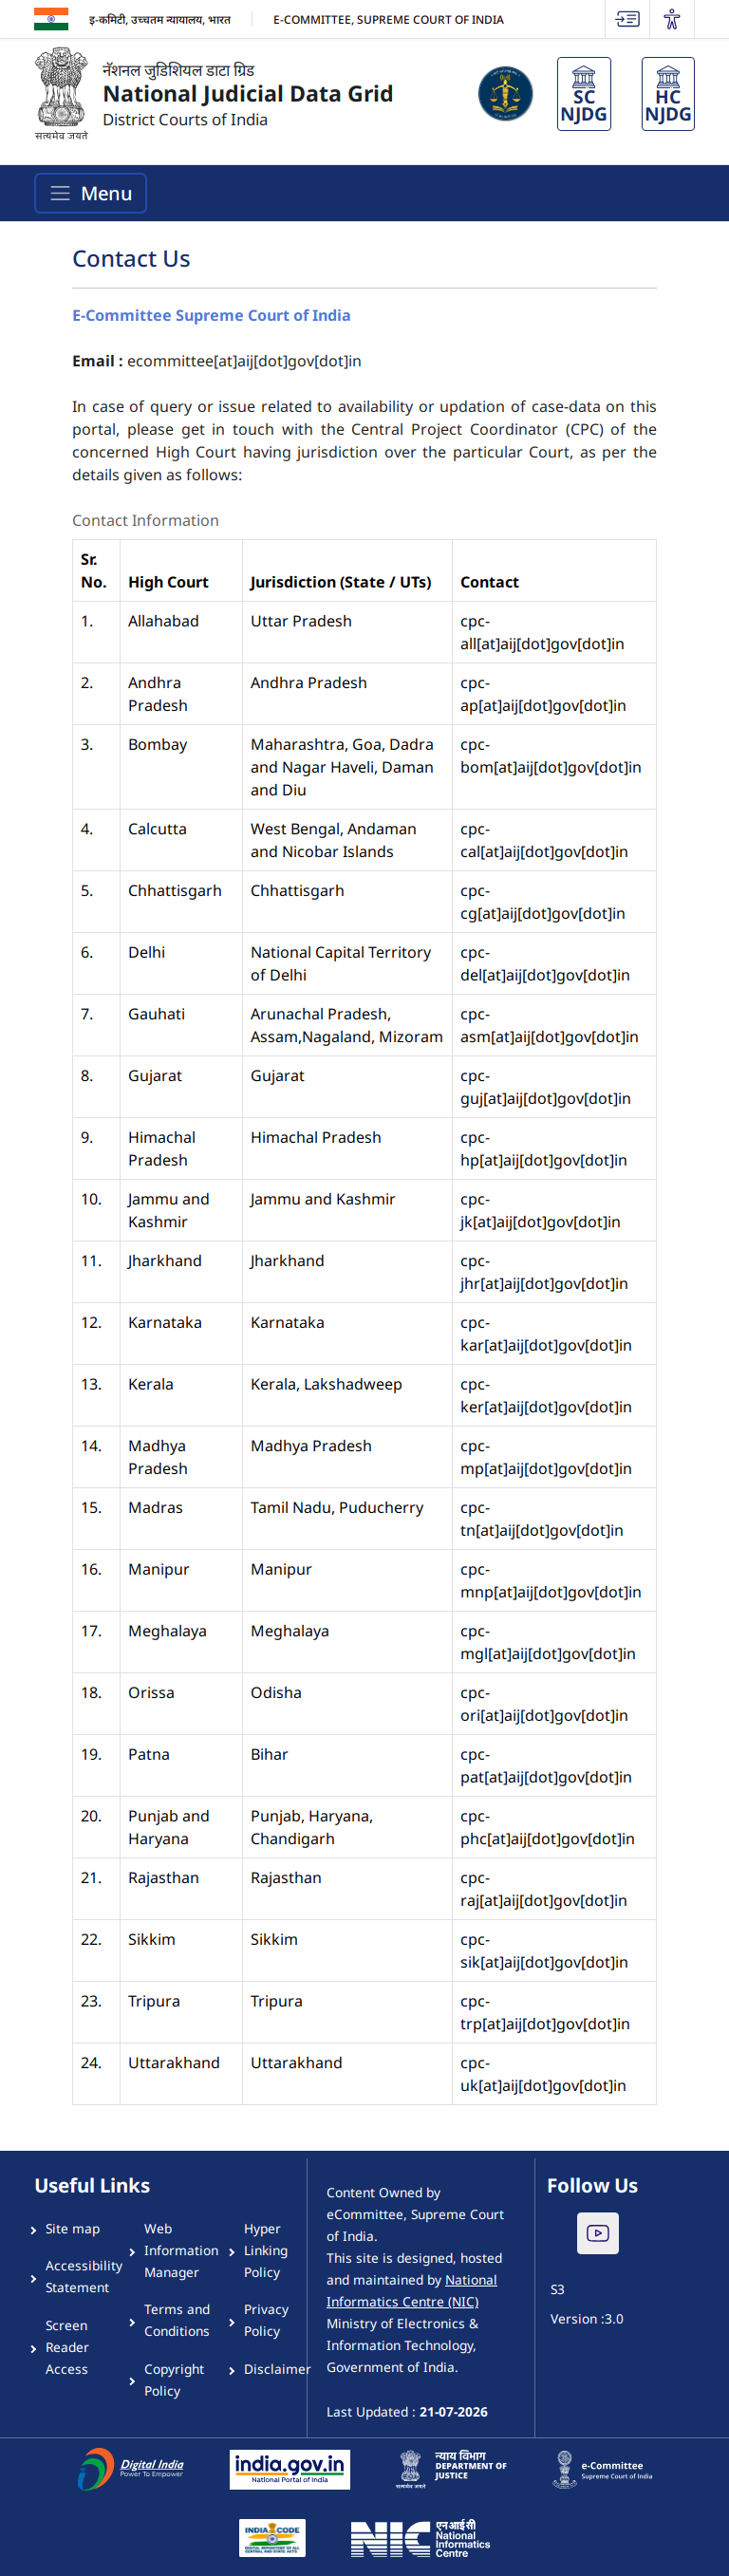 इ-कमिटी, उच्चतम न्यायालय, भारत
E-COMMITTEE, SUPREME COURT OF INDIA
नॅशनल जुडिशियल डाटा ग्रिड
National Judicial Data Grid
District Courts of India
सत्यमेव जयते
SC
NJDG
HC
NJDG
Menu
Contact Us
E-Committee Supreme Court of India
Email : ecommittee[at]aij[dot]gov[dot]in
In case of query or issue related to availability or updation of case-data on this
portal, please get in touch with the Central Project Coordinator (CPC) of the
concerned High Court having jurisdiction over the particular Court, as per the
details given as follows:
Contact Information
Sr.
No.
High Court
Jurisdiction (State / UTs)
Contact
1.
Allahabad
Uttar Pradesh
cpc-
all[at]aij[dot]gov[dot]in
2.
Andhra
Pradesh
Andhra Pradesh
cpc-
ap[at]aij[dot]gov[dot]in
3.
Bombay
Maharashtra, Goa, Dadra
and Nagar Haveli, Daman
and Diu
cpc-
bom[at]aij[dot]gov[dot]in
4.
Calcutta
West Bengal, Andaman
and Nicobar Islands
cpc-
cal[at]aij[dot]gov[dot]in
5.
Chhattisgarh
Chhattisgarh
cpc-
cg[at]aij[dot]gov[dot]in
6.
Delhi
National Capital Territory
of Delhi
cpc-
del[at]aij[dot]gov[dot]in
7.
Gauhati
Arunachal Pradesh,
Assam,Nagaland, Mizoram
cpc-
asm[at]aij[dot]gov[dot]in
8.
Gujarat
Gujarat
cpc-
guj[at]aij[dot]gov[dot]in
9.
Himachal
Pradesh
Himachal Pradesh
cpc-
hp[at]aij[dot]gov[dot]in
10.
Jammu and
Kashmir
Jammu and Kashmir
cpc-
jk[at]aij[dot]gov[dot]in
11.
Jharkhand
Jharkhand
cpc-
jhr[at]aij[dot]gov[dot]in
12.
Karnataka
Karnataka
cpc-
kar[at]aij[dot]gov[dot]in
13.
Kerala
Kerala, Lakshadweep
cpc-
ker[at]aij[dot]gov[dot]in
14.
Madhya
Pradesh
Madhya Pradesh
cpc-
mp[at]aij[dot]gov[dot]in
15.
Madras
Tamil Nadu, Puducherry
cpc-
tn[at]aij[dot]gov[dot]in
16.
Manipur
Manipur
cpc-
mnp[at]aij[dot]gov[dot]in
17.
Meghalaya
Meghalaya
cpc-
mgl[at]aij[dot]gov[dot]in
18.
Orissa
Odisha
cpc-
ori[at]aij[dot]gov[dot]in
19.
Patna
Bihar
cpc-
pat[at]aij[dot]gov[dot]in
20.
Punjab and
Haryana
Punjab, Haryana,
Chandigarh
cpc-
phc[at]aij[dot]gov[dot]in
21.
Rajasthan
Rajasthan
cpc-
raj[at]aij[dot]gov[dot]in
22.
Sikkim
Sikkim
cpc-
sik[at]aij[dot]gov[dot]in
23.
Tripura
Tripura
cpc-
trp[at]aij[dot]gov[dot]in
24.
Uttarakhand
Uttarakhand
cpc-
uk[at]aij[dot]gov[dot]in
Useful Links
Site map
Accessibility
Statement
Screen
Reader
Access
Web
Information
Manager
Terms and
Conditions
Copyright
Policy
Hyper
Linking
Policy
Privacy
Policy
Disclaimer
Content Owned by
eCommittee, Supreme Court
of India.
This site is designed, hosted
and maintained by National
Informatics Centre (NIC)
Ministry of Electronics &
Information Technology,
Government of India.
Last Updated : 21-07-2026
Follow Us
S3
Version :3.0
Digital India
Power To Empower
india.gov.in
National Portal of India
सत्यमेव जयते
न्याय विभाग
DEPARTMENT OF
JUSTICE
e-Committee
Supreme Court of India
INDIA CODE
DIGITAL REPOSITORY OF ALL
CENTRAL AND STATE ACTS
NIC
एनआईसी
National
Informatics
Centre